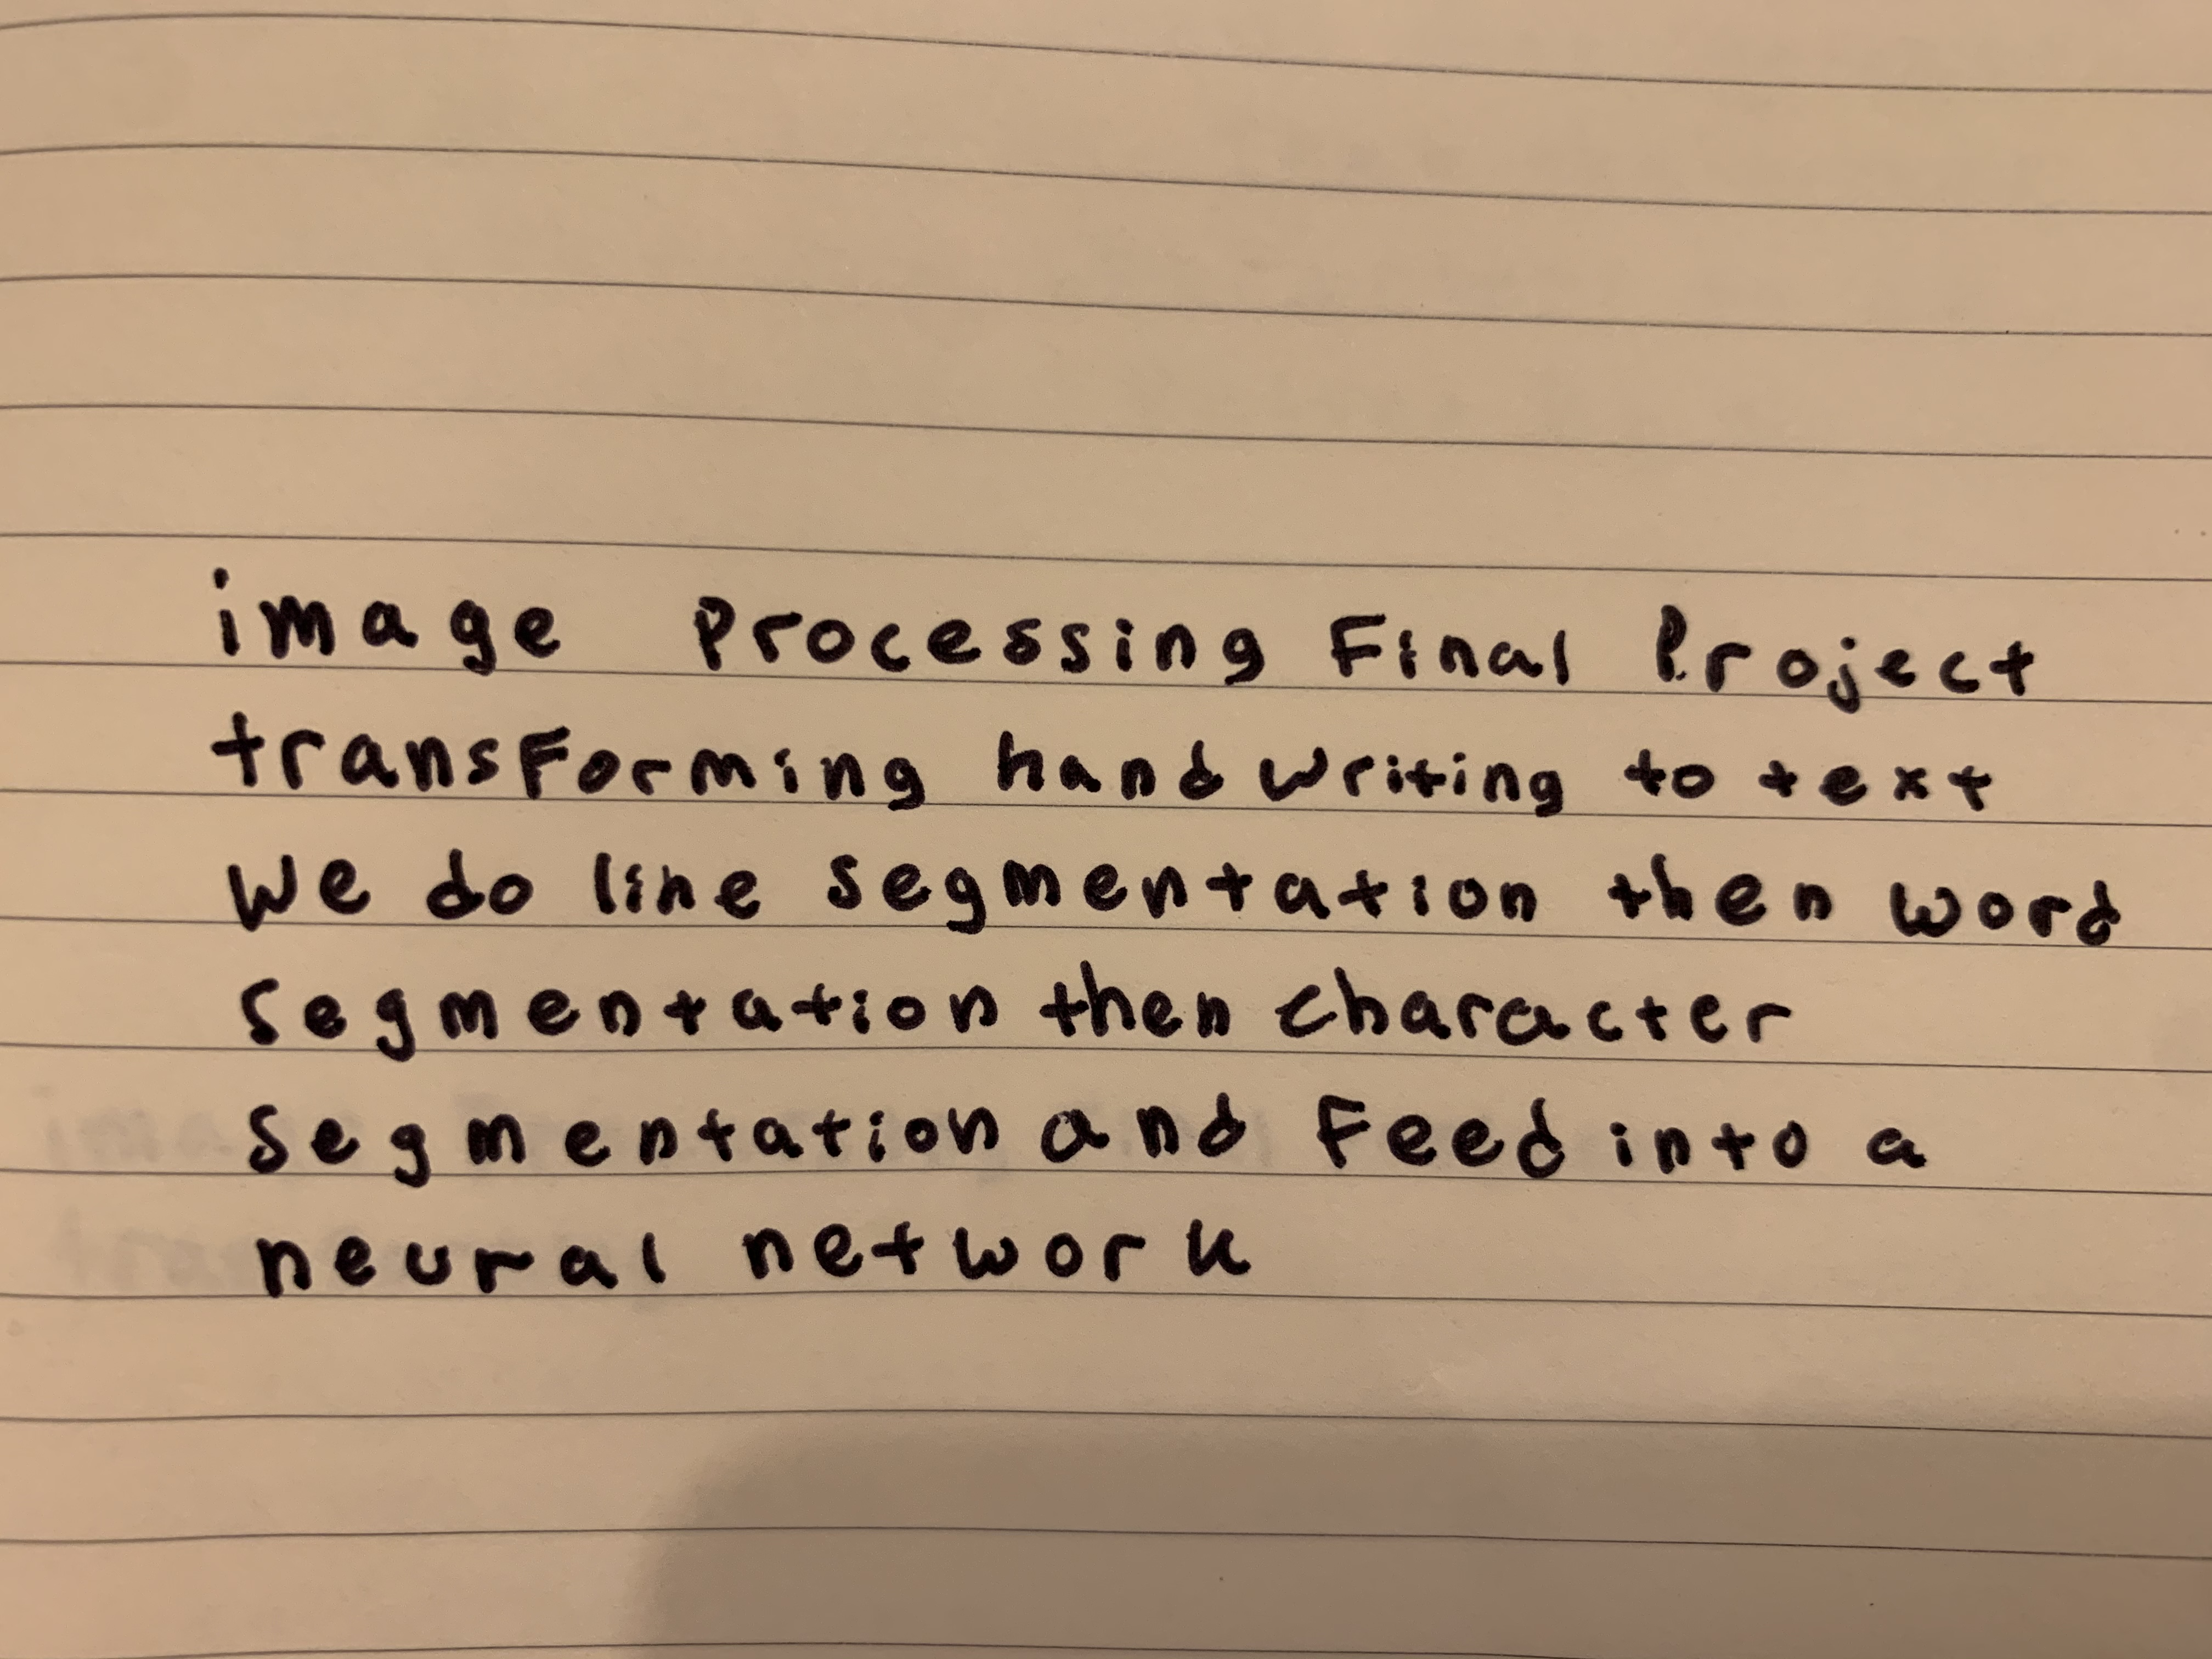 image processing Final Project
transForming handwriting to text
We do line segmentation then word
segmentation then character
segmentation and Feed into a
neural network